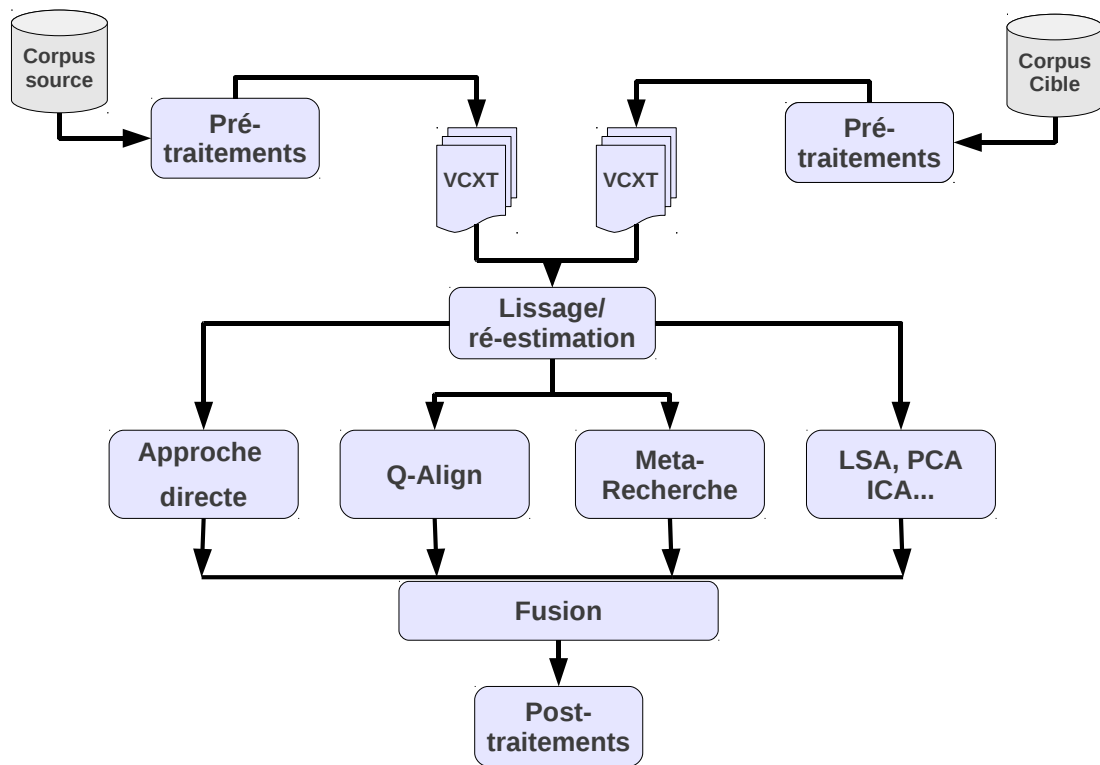 Corpus
source
Corpus
Cible
Pré-
traitements
Pré-
traitements
VCXT
VCXT
Lissage/
ré-estimation
Approche
directe
Q-Align
Meta-
Recherche
LSA, PCA
ICA...
Fusion
Post-
traitements